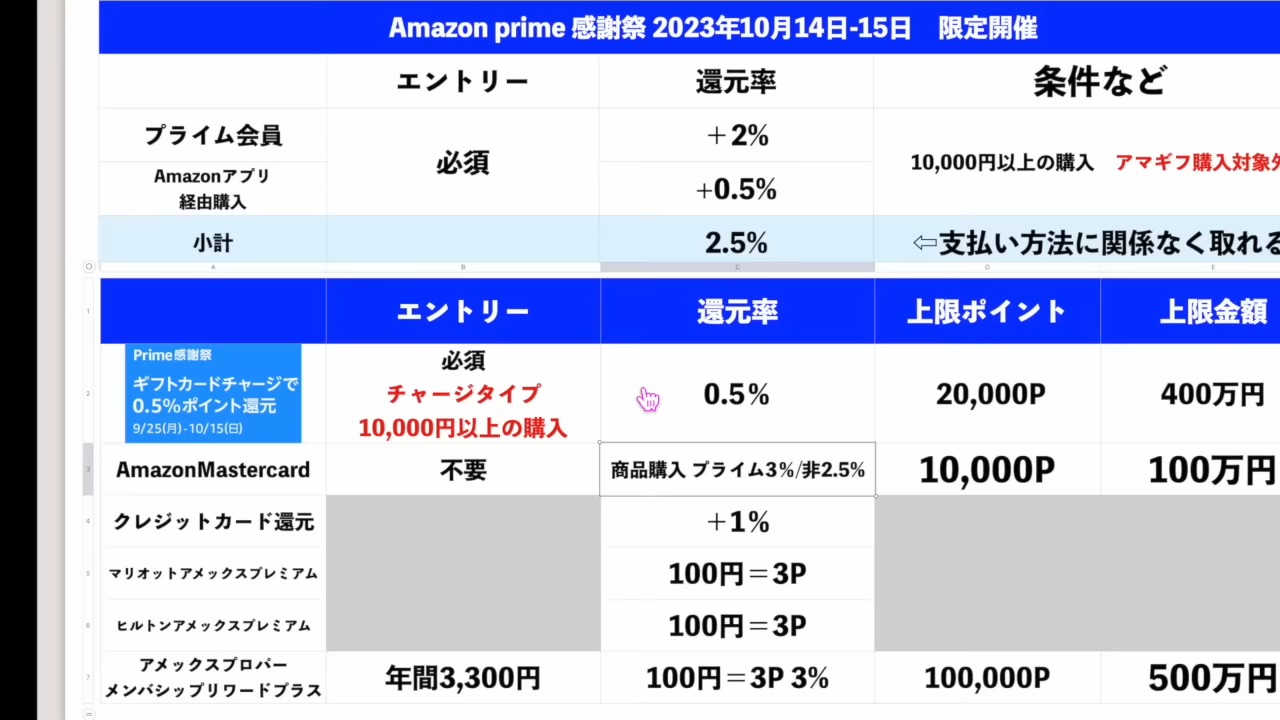 Amazon prime 感謝祭 2023年10月14日-15日　限定開催
エントリー 還元率 条件など
プライム会員 必須 +2% 10,000円以上の購入　アマギフ購入対象外
Amazonアプリ
経由購入 +0.5%
小計 2.5% ⇦支払い方法に関係なく取れる
A B C D E
1 エントリー 還元率 上限ポイント 上限金額
Prime感謝祭
ギフトカードチャージで
0.5%ポイント還元
9/25(月)-10/15(日)
2 必須
チャージタイプ
10,000円以上の購入
0.5% 20,000P 400万円
3 AmazonMastercard 不要 商品購入 プライム3%/非2.5% 10,000P 100万円
4 クレジットカード還元 +1%
5 マリオットアメックスプレミアム 100円=3P
6 ヒルトンアメックスプレミアム 100円=3P
7 アメックスプロパー
メンバシップリワードプラス 年間3,300円 100円=3P 3% 100,000P 500万円